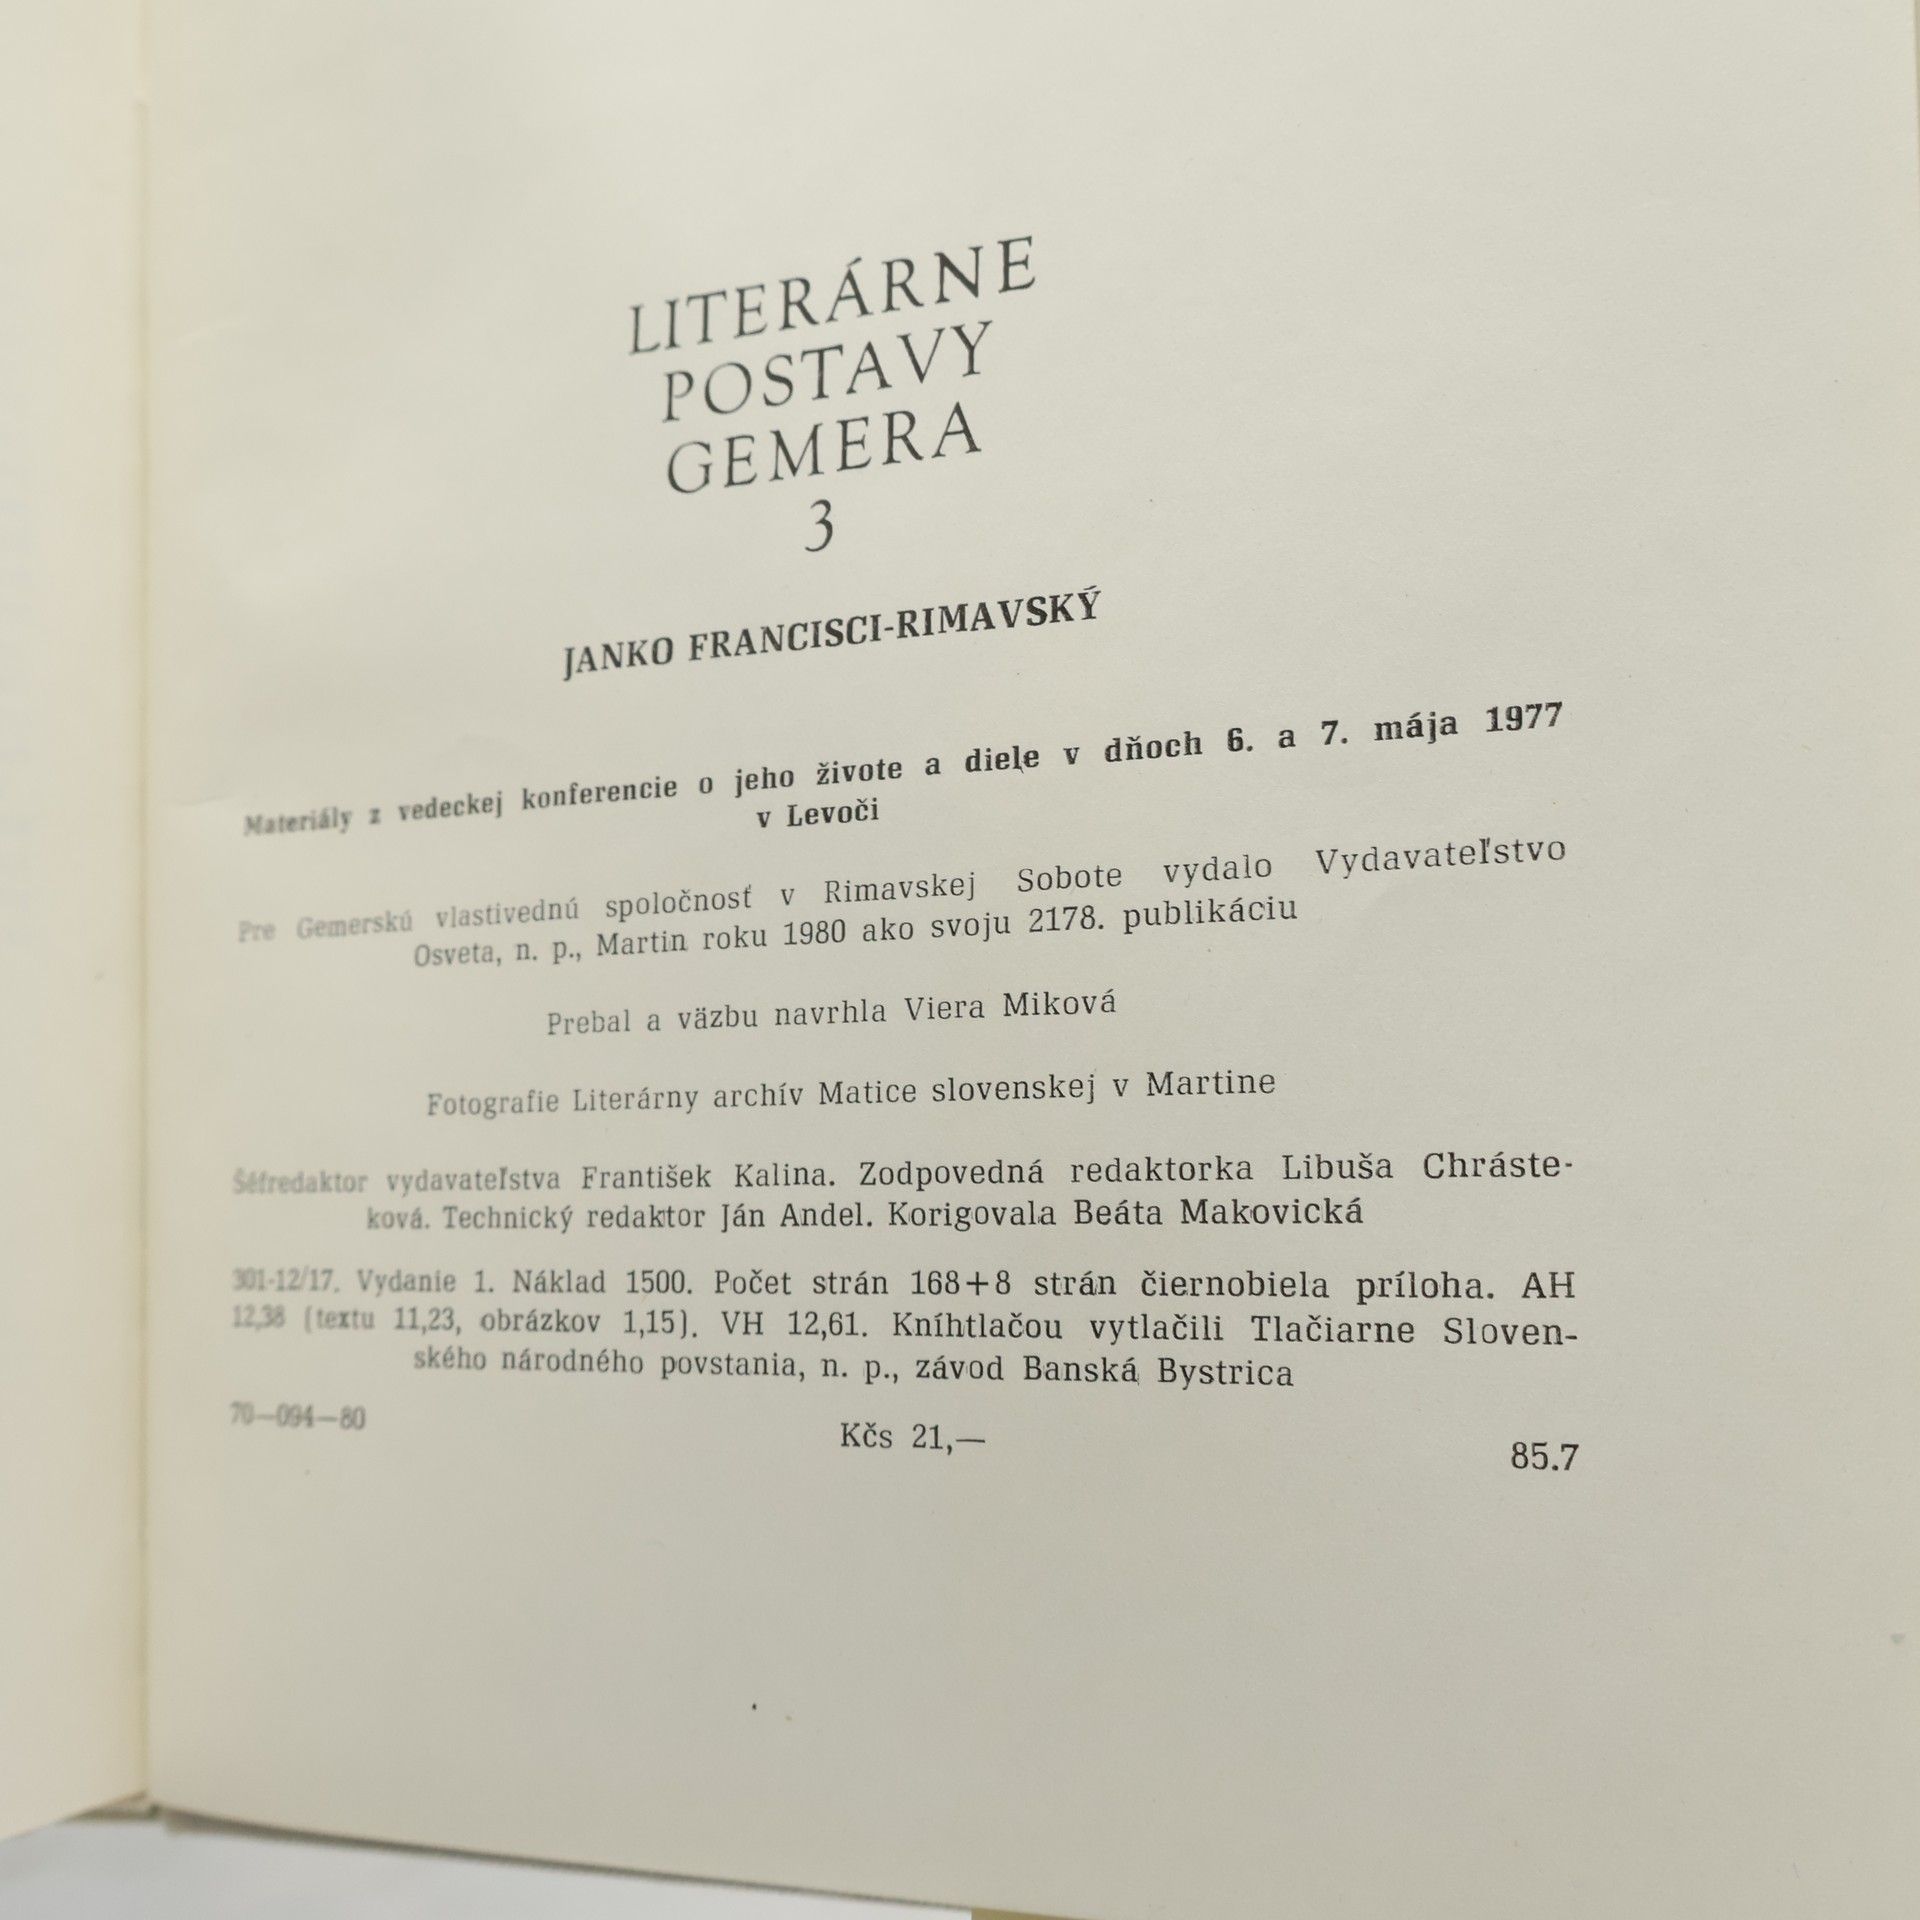 LITERÁRNE
POSTAVY
GEMERA
3
JANKO FRANCISCI-RIMAVSKÝ
Materiály z vedeckej konferencie o jeho živote a diele v dňoch 6. a 7. mája 1977
v Levoči
Pre Gemerskú vlastivednú spoločnosť v Rimavskej Sobote vydalo Vydavateľstvo
Osveta, n. p., Martin roku 1980 ako svoju 2178. publikáciu
Prebal a väzbu navrhla Viera Miková
Fotografie Literárny archív Matice slovenskej v Martine
Šéfredaktor vydavateľstva František Kalina. Zodpovedná redaktorka Libuša Chráste-
ková. Technický redaktor Ján Andel. Korigovala Beáta Makovická
301-12/17. Vydanie 1. Náklad 1500. Počet strán 168+8 strán čiernobiela príloha. AH
12,38 (textu 11,23, obrázkov 1,15). VH 12,61. Kníhtlačou vytlačili Tlačiarne Sloven-
ského národného povstania, n. p., závod Banská Bystrica
70—094—80
Kčs 21,—
85.7